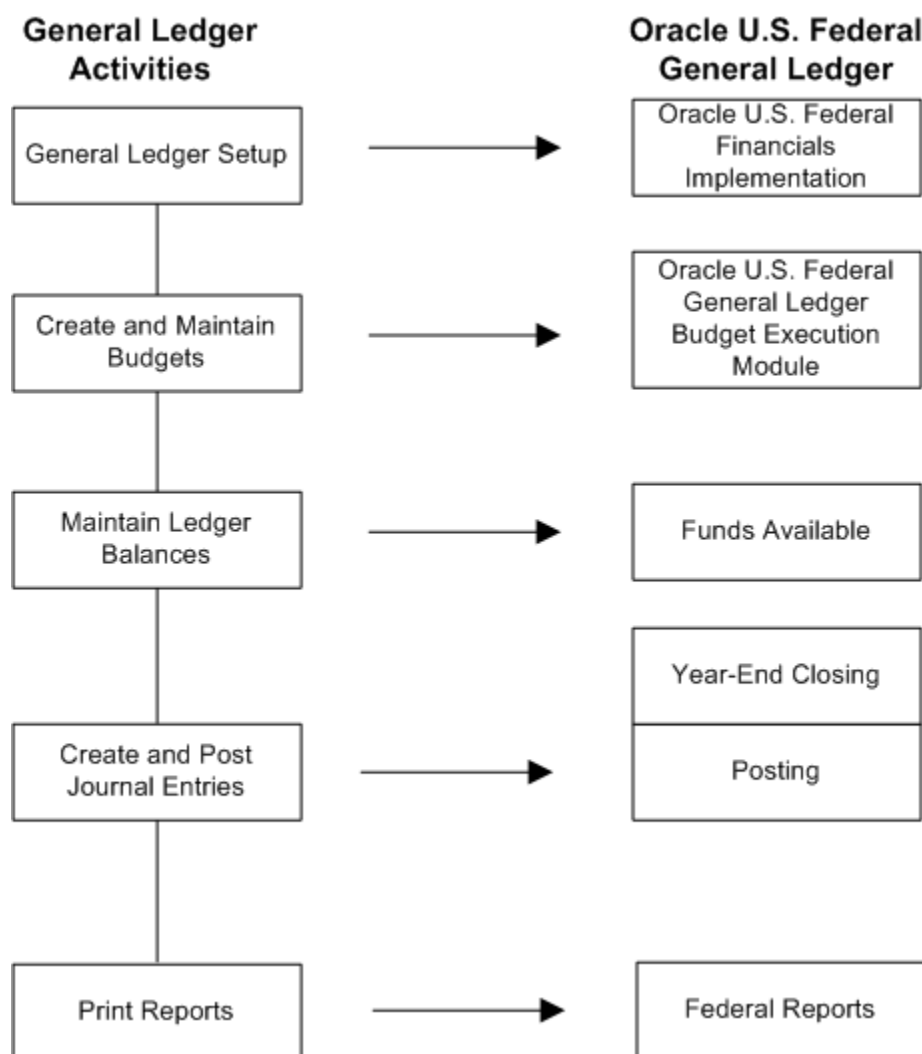 General Ledger
Activities
Oracle U.S. Federal
General Ledger
General Ledger Setup
Oracle U.S. Federal
Financials
Implementation
Create and Maintain
Budgets
Oracle U.S. Federal
General Ledger
Budget Execution
Module
Maintain Ledger
Balances
Funds Available
Year-End Closing
Create and Post
Journal Entries
Posting
Print Reports
Federal Reports